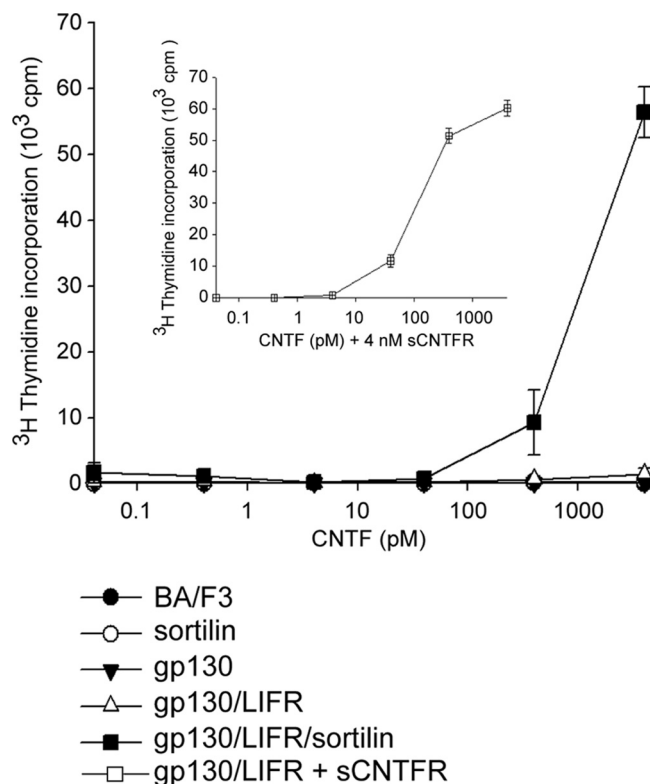 70
60
50
40
30
20
10
0
³H Thymidine incorporation (10³ cpm)
70
60
50
40
30
20
10
0
³H Thymidine incorporation (10³ cpm)
0.1 1 10 100 1000
CNTF (pM) + 4 nM sCNTFR
0.1 1 10 100 1000
CNTF (pM)
BA/F3
sortilin
gp130
gp130/LIFR
gp130/LIFR/sortilin
gp130/LIFR + sCNTFR